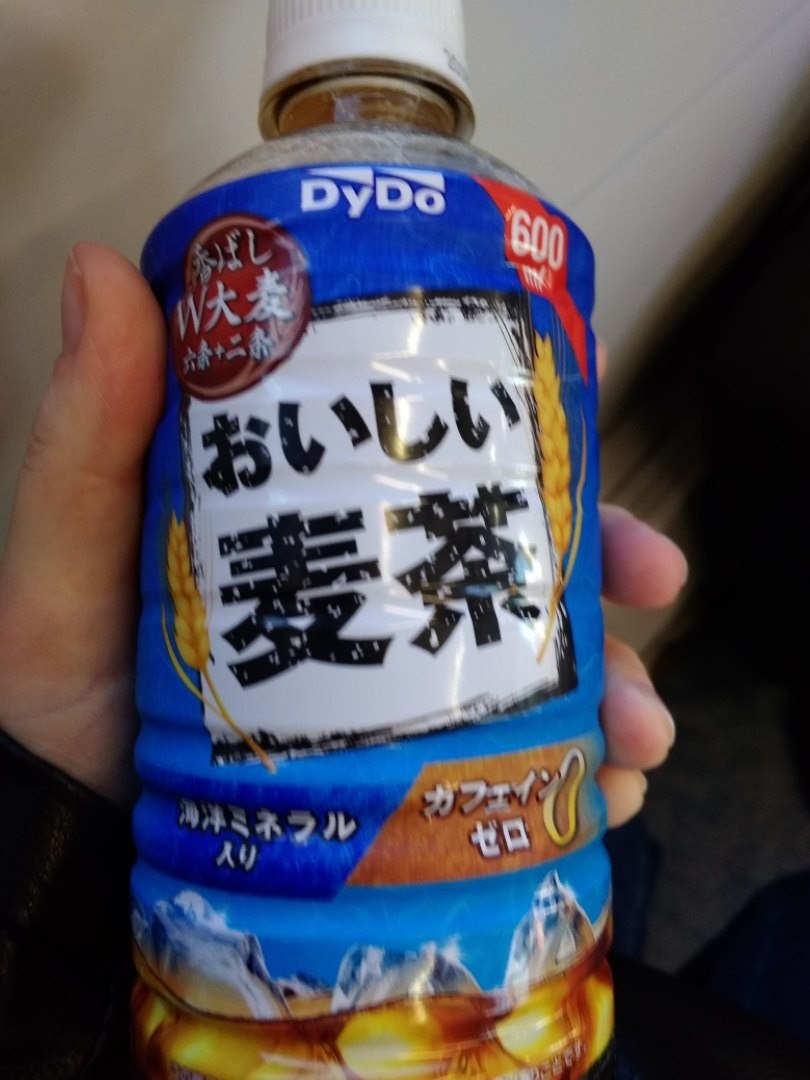 DyDo
600
ml
香ばし
W大麦
六条+二条
おいしい
麦茶
海洋ミネラル
入り
カフェイン
ゼロ